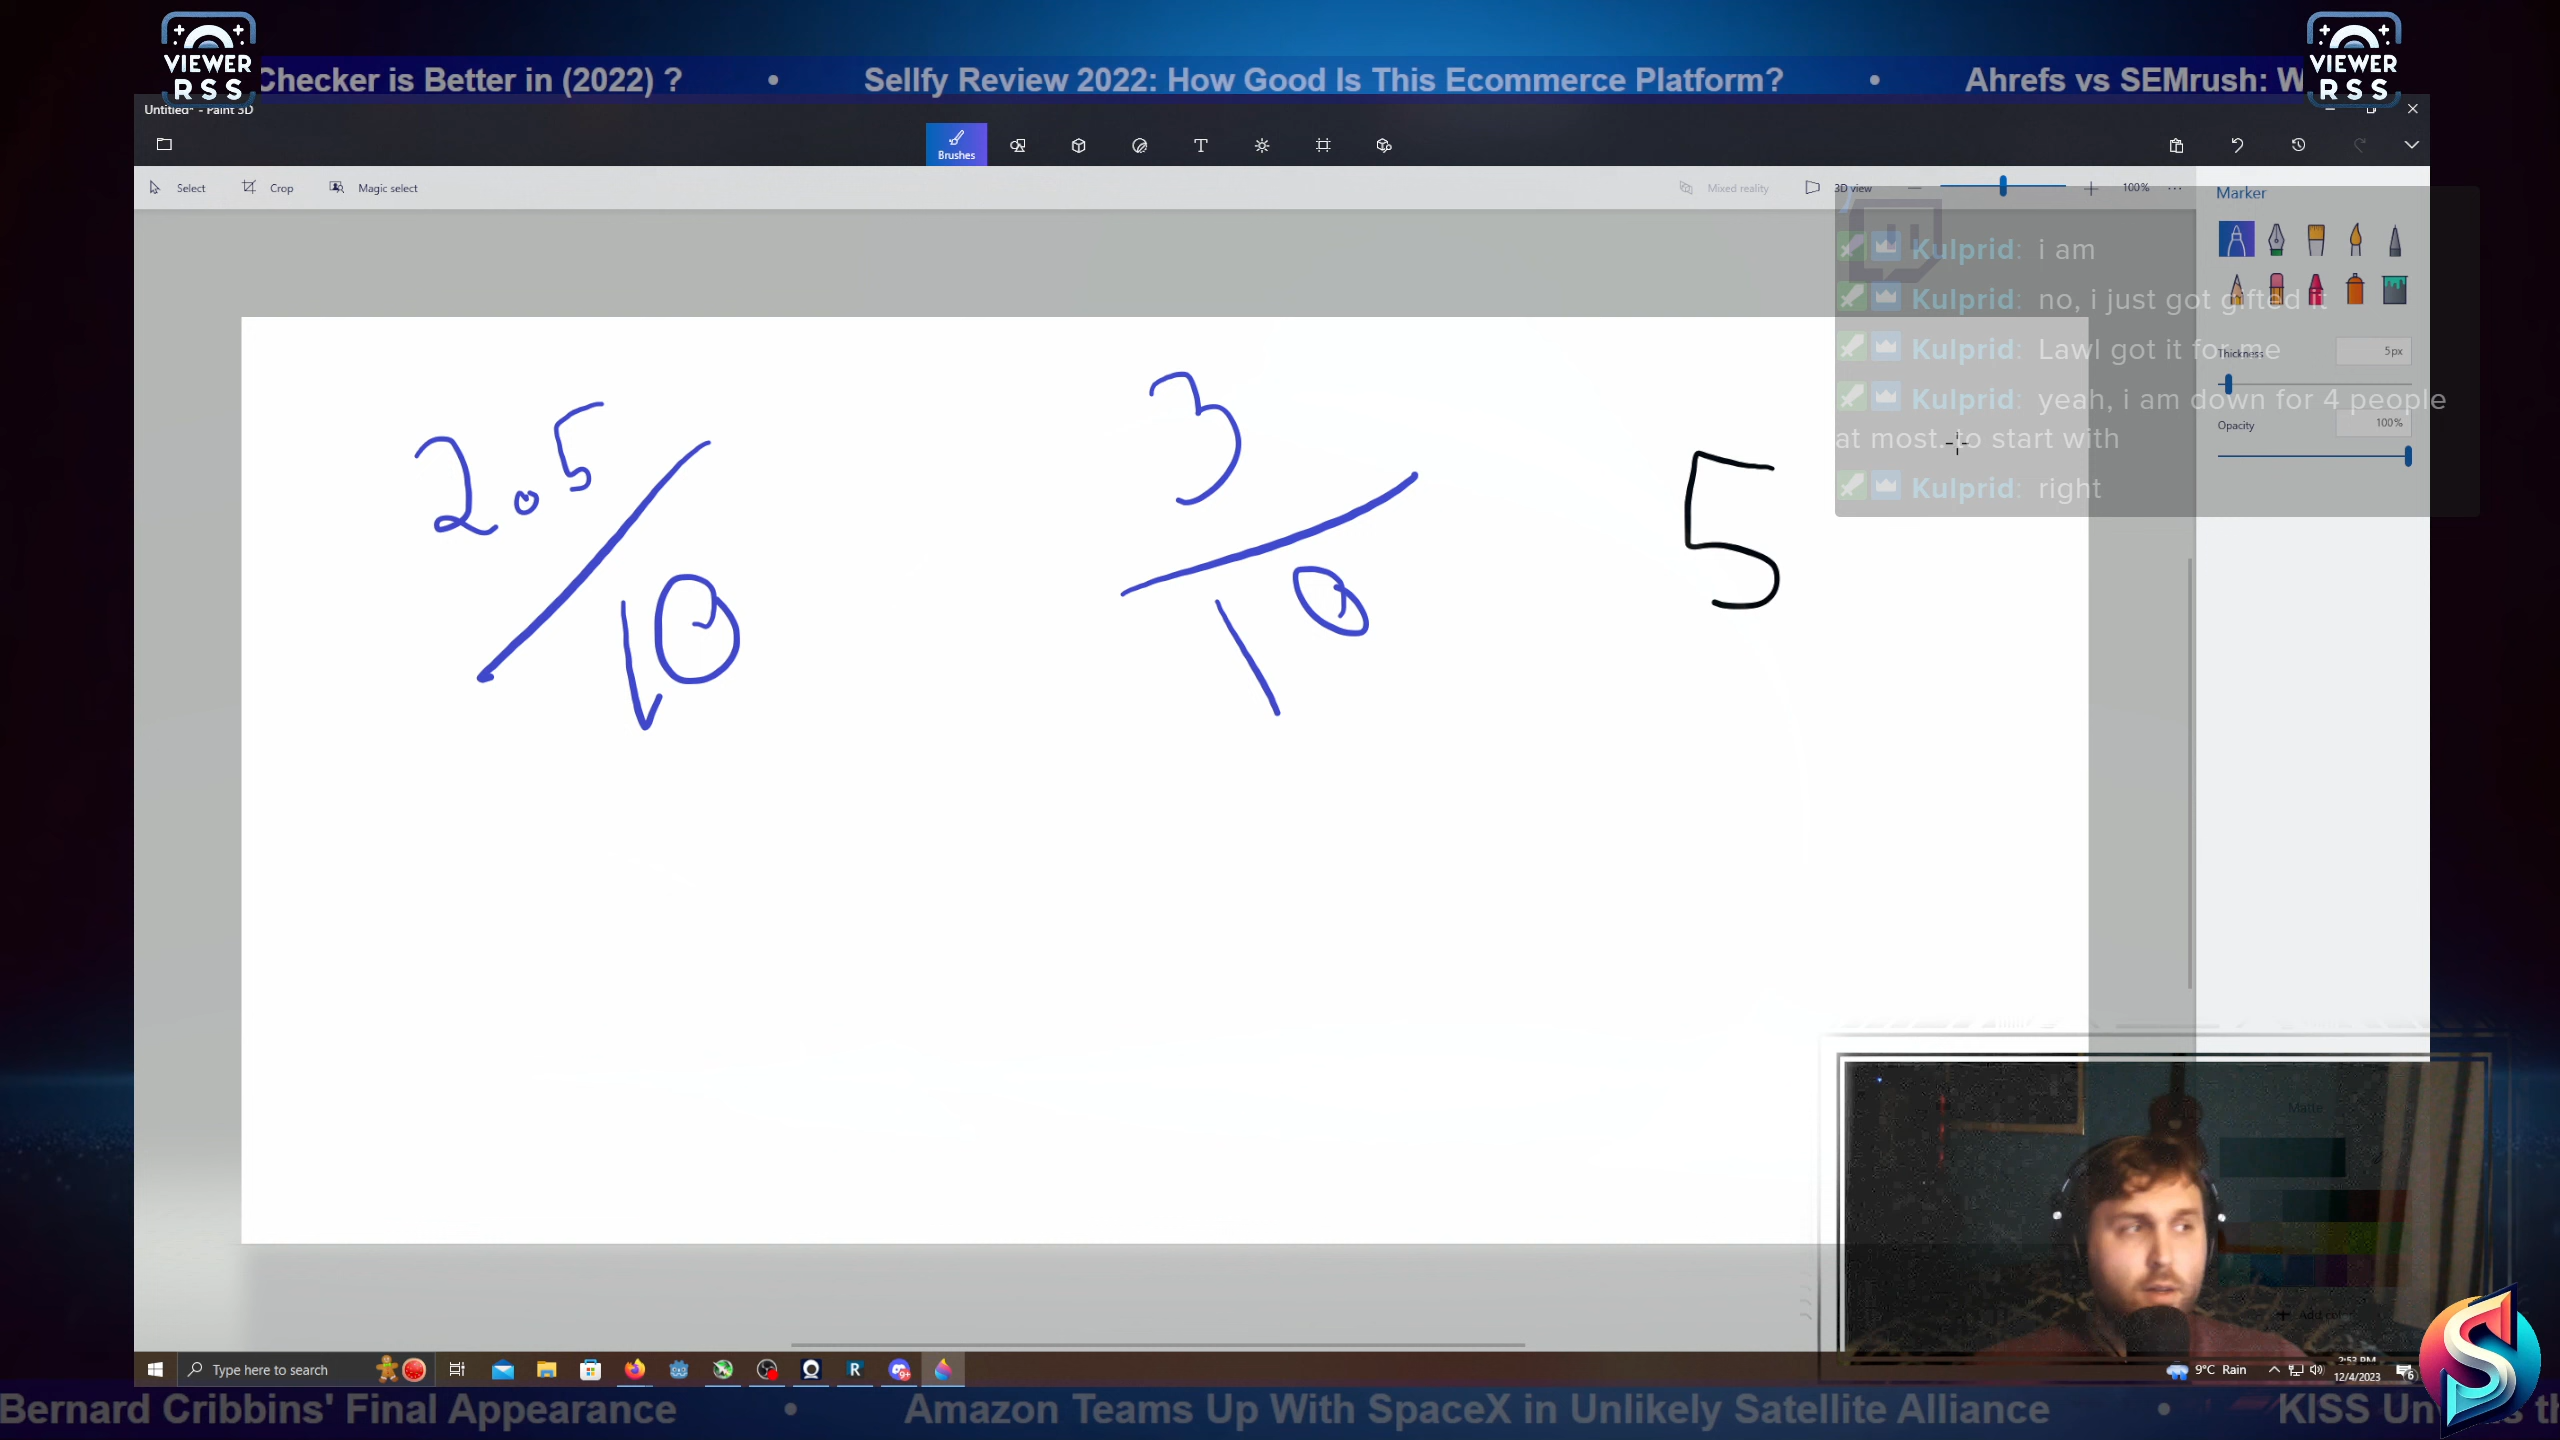 VIEWER
RSS
Checker is Better in (2022) ? • Sellfy Review 2022: How Good Is This Ecommerce Platform? • Ahrefs vs SEMrush: W
VIEWER
RSS
Untitled* - Paint 3D
Brushes
Select Crop Magic select
Mixed reality 3D view 100%
Marker
Kulprid: i am
Kulprid: no, i just got gifted it
Kulprid: Lawl got it for me
Thickness 5px
Kulprid: yeah, i am down for 4 people
at most. to start with
Opacity 100%
Kulprid: right
2.5
10
3
10
5
Matte
Type here to search
9°C Rain
2:53 PM
12/4/2023
6
Bernard Cribbins' Final Appearance • Amazon Teams Up With SpaceX in Unlikely Satellite Alliance • KISS